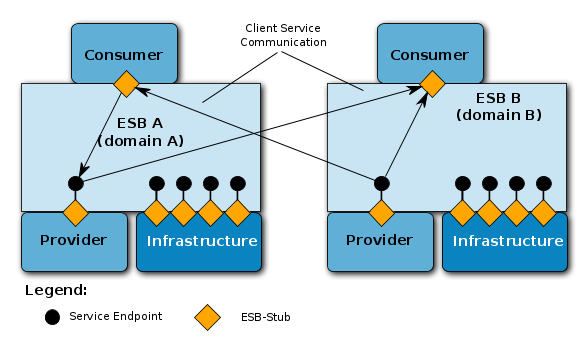 Client Service
Communication
Consumer
Consumer
ESB A
(domain A)
ESB B
(domain B)
Provider
Infrastructure
Provider
Infrastructure
Legend:
Service Endpoint
ESB-Stub